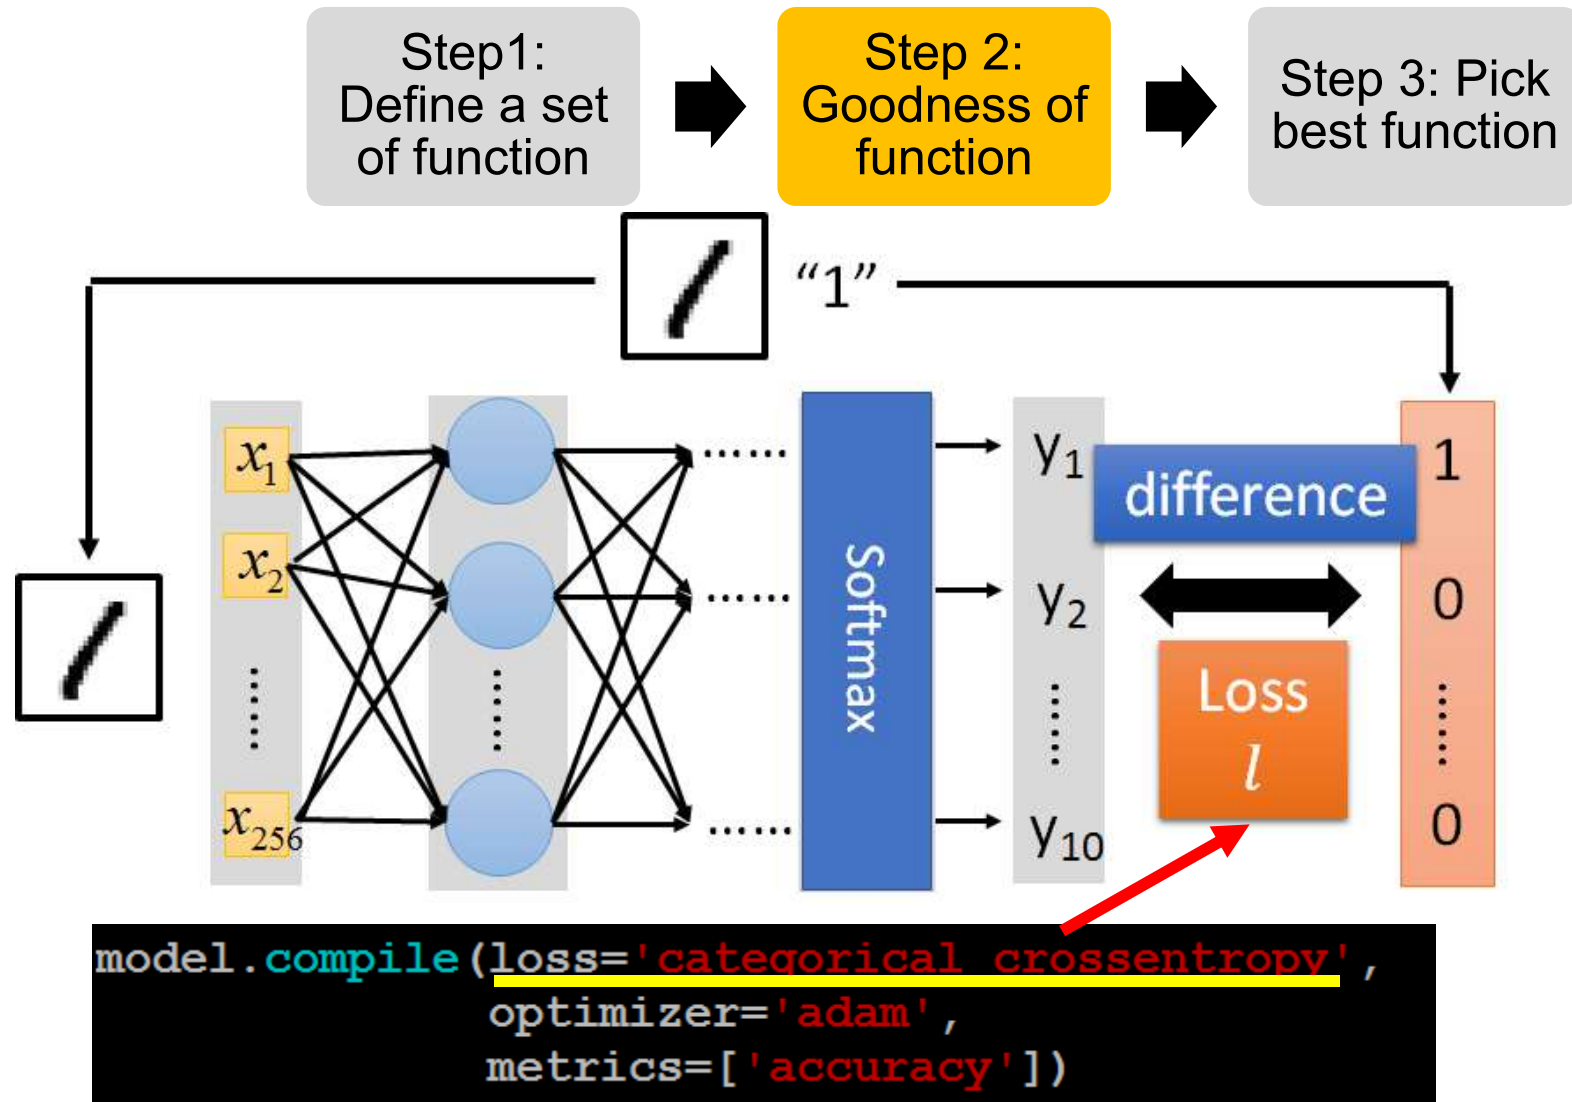 Step1:
Define a set
of function
Step 2:
Goodness of
function
Step 3: Pick
best function
“1”
x1
x2
......
x256
......
......
......
......
Softmax
y1
y2
......
y10
difference
Loss
l
1
0
......
0
model.compile(loss='categorical_crossentropy',
optimizer='adam',
metrics=['accuracy'])